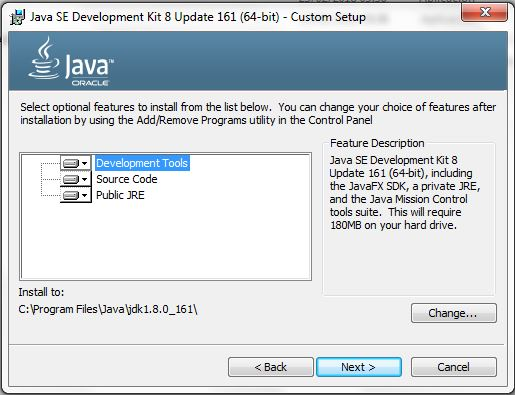 Java SE Development Kit 8 Update 161 (64-bit) - Custom Setup
Java™
ORACLE
Select optional features to install from the list below.  You can change your choice of features after
installation by using the Add/Remove Programs utility in the Control Panel
Development Tools
Source Code
Public JRE
Feature Description
Java SE Development Kit 8
Update 161 (64-bit), including
the JavaFX SDK, a private JRE,
and the Java Mission Control
tools suite.  This will require
180MB on your hard drive.
Install to:
C:\Program Files\Java\jdk1.8.0_161\
Change...
< Back
Next >
Cancel